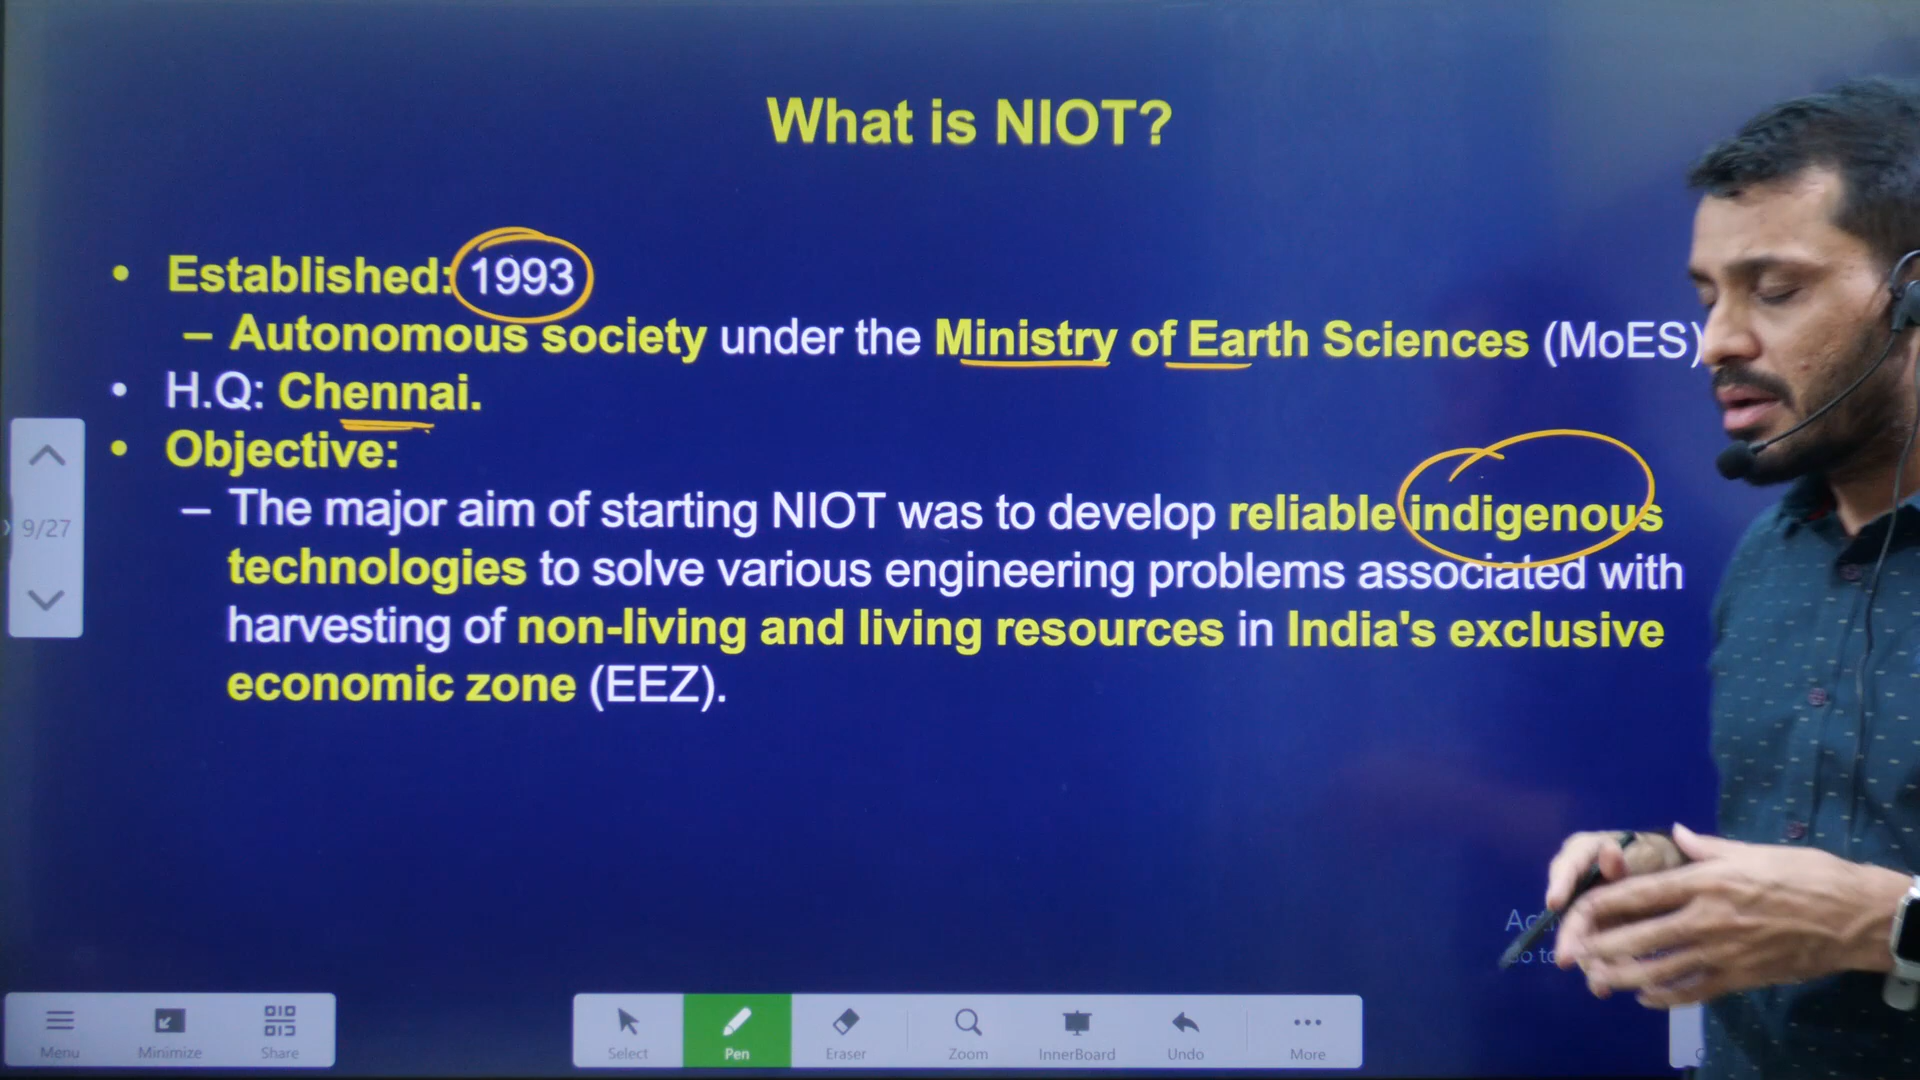 What is NIOT?
• Established: 1993
– Autonomous society under the Ministry of Earth Sciences (MoES)
• H.Q: Chennai.
• Objective:
– The major aim of starting NIOT was to develop reliable indigenous
technologies to solve various engineering problems associated with
harvesting of non-living and living resources in India's exclusive
economic zone (EEZ).
9/27
Menu Minimize Share Select Pen Eraser Zoom InnerBoard Undo More